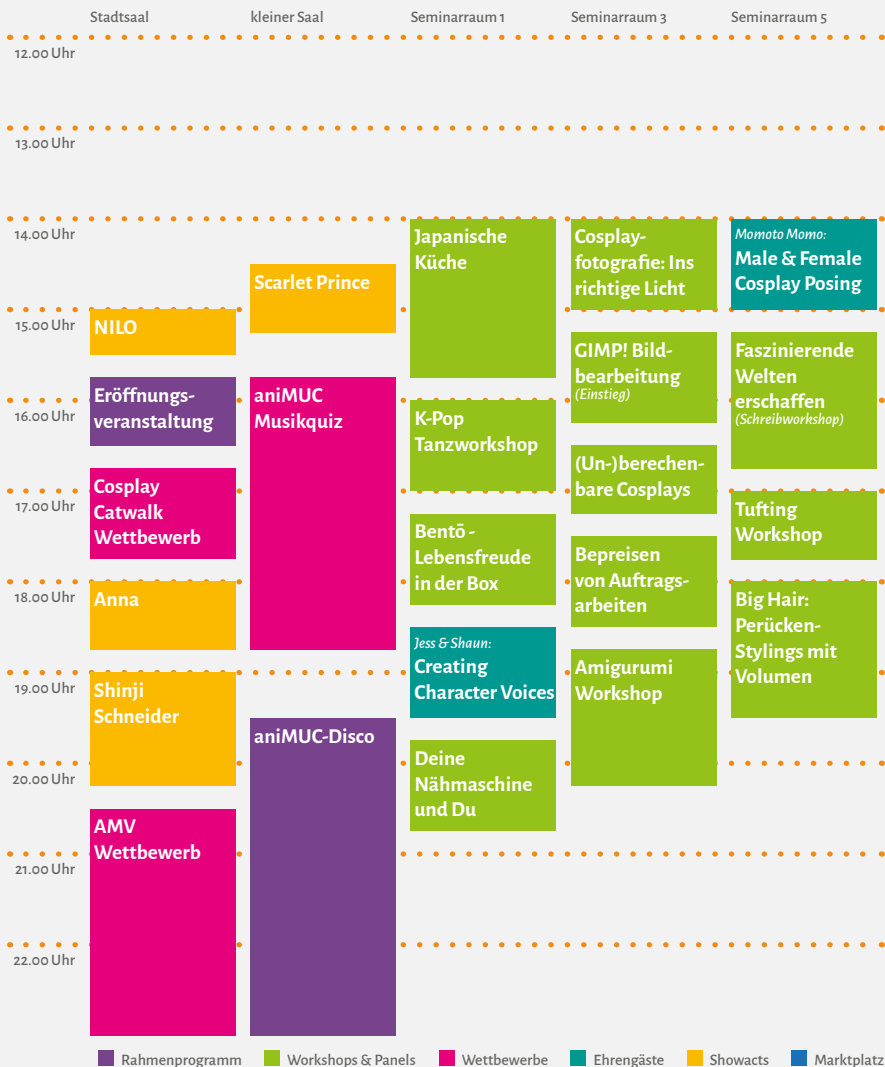 Stadtsaal
kleiner Saal
Seminarraum 1
Seminarraum 3
Seminarraum 5
12.00 Uhr
13.00 Uhr
14.00 Uhr
15.00 Uhr
16.00 Uhr
17.00 Uhr
18.00 Uhr
19.00 Uhr
20.00 Uhr
21.00 Uhr
22.00 Uhr
NILO
Eröffnungs-
veranstaltung
Cosplay
Catwalk
Wettbewerb
Anna
Shinji
Schneider
AMV
Wettbewerb
Scarlet Prince
aniMUC
Musikquiz
aniMUC-Disco
Japanische
Küche
K-Pop
Tanzworkshop
Bentō -
Lebensfreude
in der Box
Jess & Shaun:
Creating
Character Voices
Deine
Nähmaschine
und Du
Cosplay-
fotografie: Ins
richtige Licht
GIMP! Bild-
bearbeitung
(Einstieg)
(Un-)berechen-
bare Cosplays
Bepreisen
von Auftrags-
arbeiten
Amigurumi
Workshop
Momoto Momo:
Male & Female
Cosplay Posing
Faszinierende
Welten
erschaffen
(Schreibworkshop)
Tufting
Workshop
Big Hair:
Perücken-
Stylings mit
Volumen
Rahmenprogramm
Workshops & Panels
Wettbewerbe
Ehrengäste
Showacts
Marktplatz